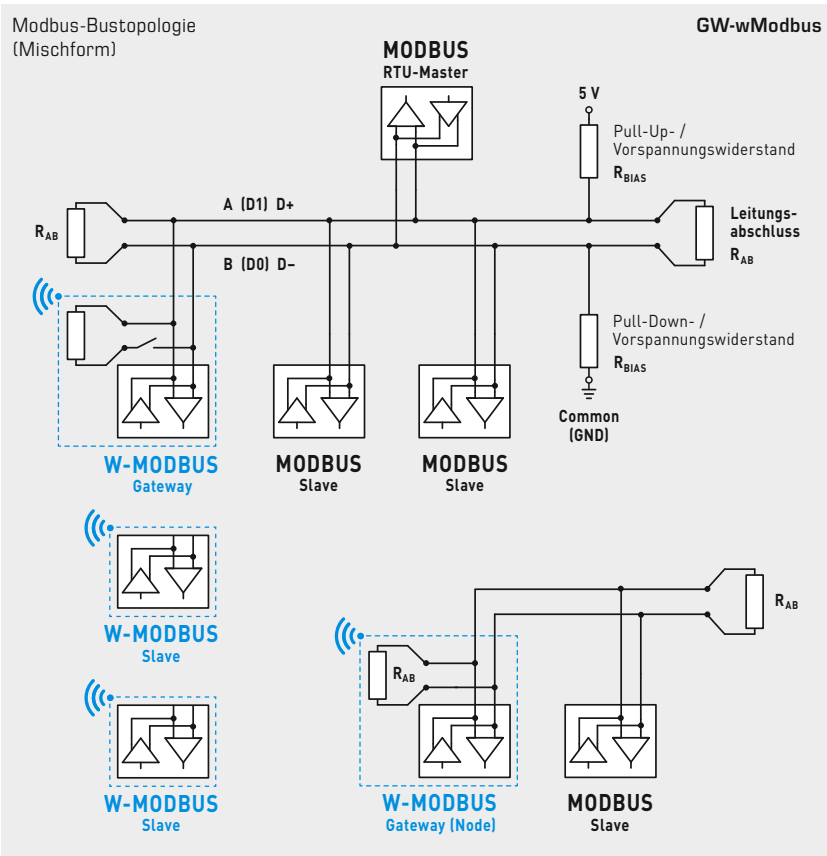 Modbus-Bustopologie
(Mischform)
GW-wModbus
MODBUS
RTU-Master
5 V
Pull-Up- /
Vorspannungswiderstand
RBIAS
A (D1) D+
RAB
B (D0) D–
Leitungs-
abschluss
RAB
Pull-Down- /
Vorspannungswiderstand
RBIAS
Common
(GND)
W-MODBUS
Gateway
MODBUS
Slave
MODBUS
Slave
W-MODBUS
Slave
RAB
RAB
W-MODBUS
Slave
W-MODBUS
Gateway (Node)
MODBUS
Slave